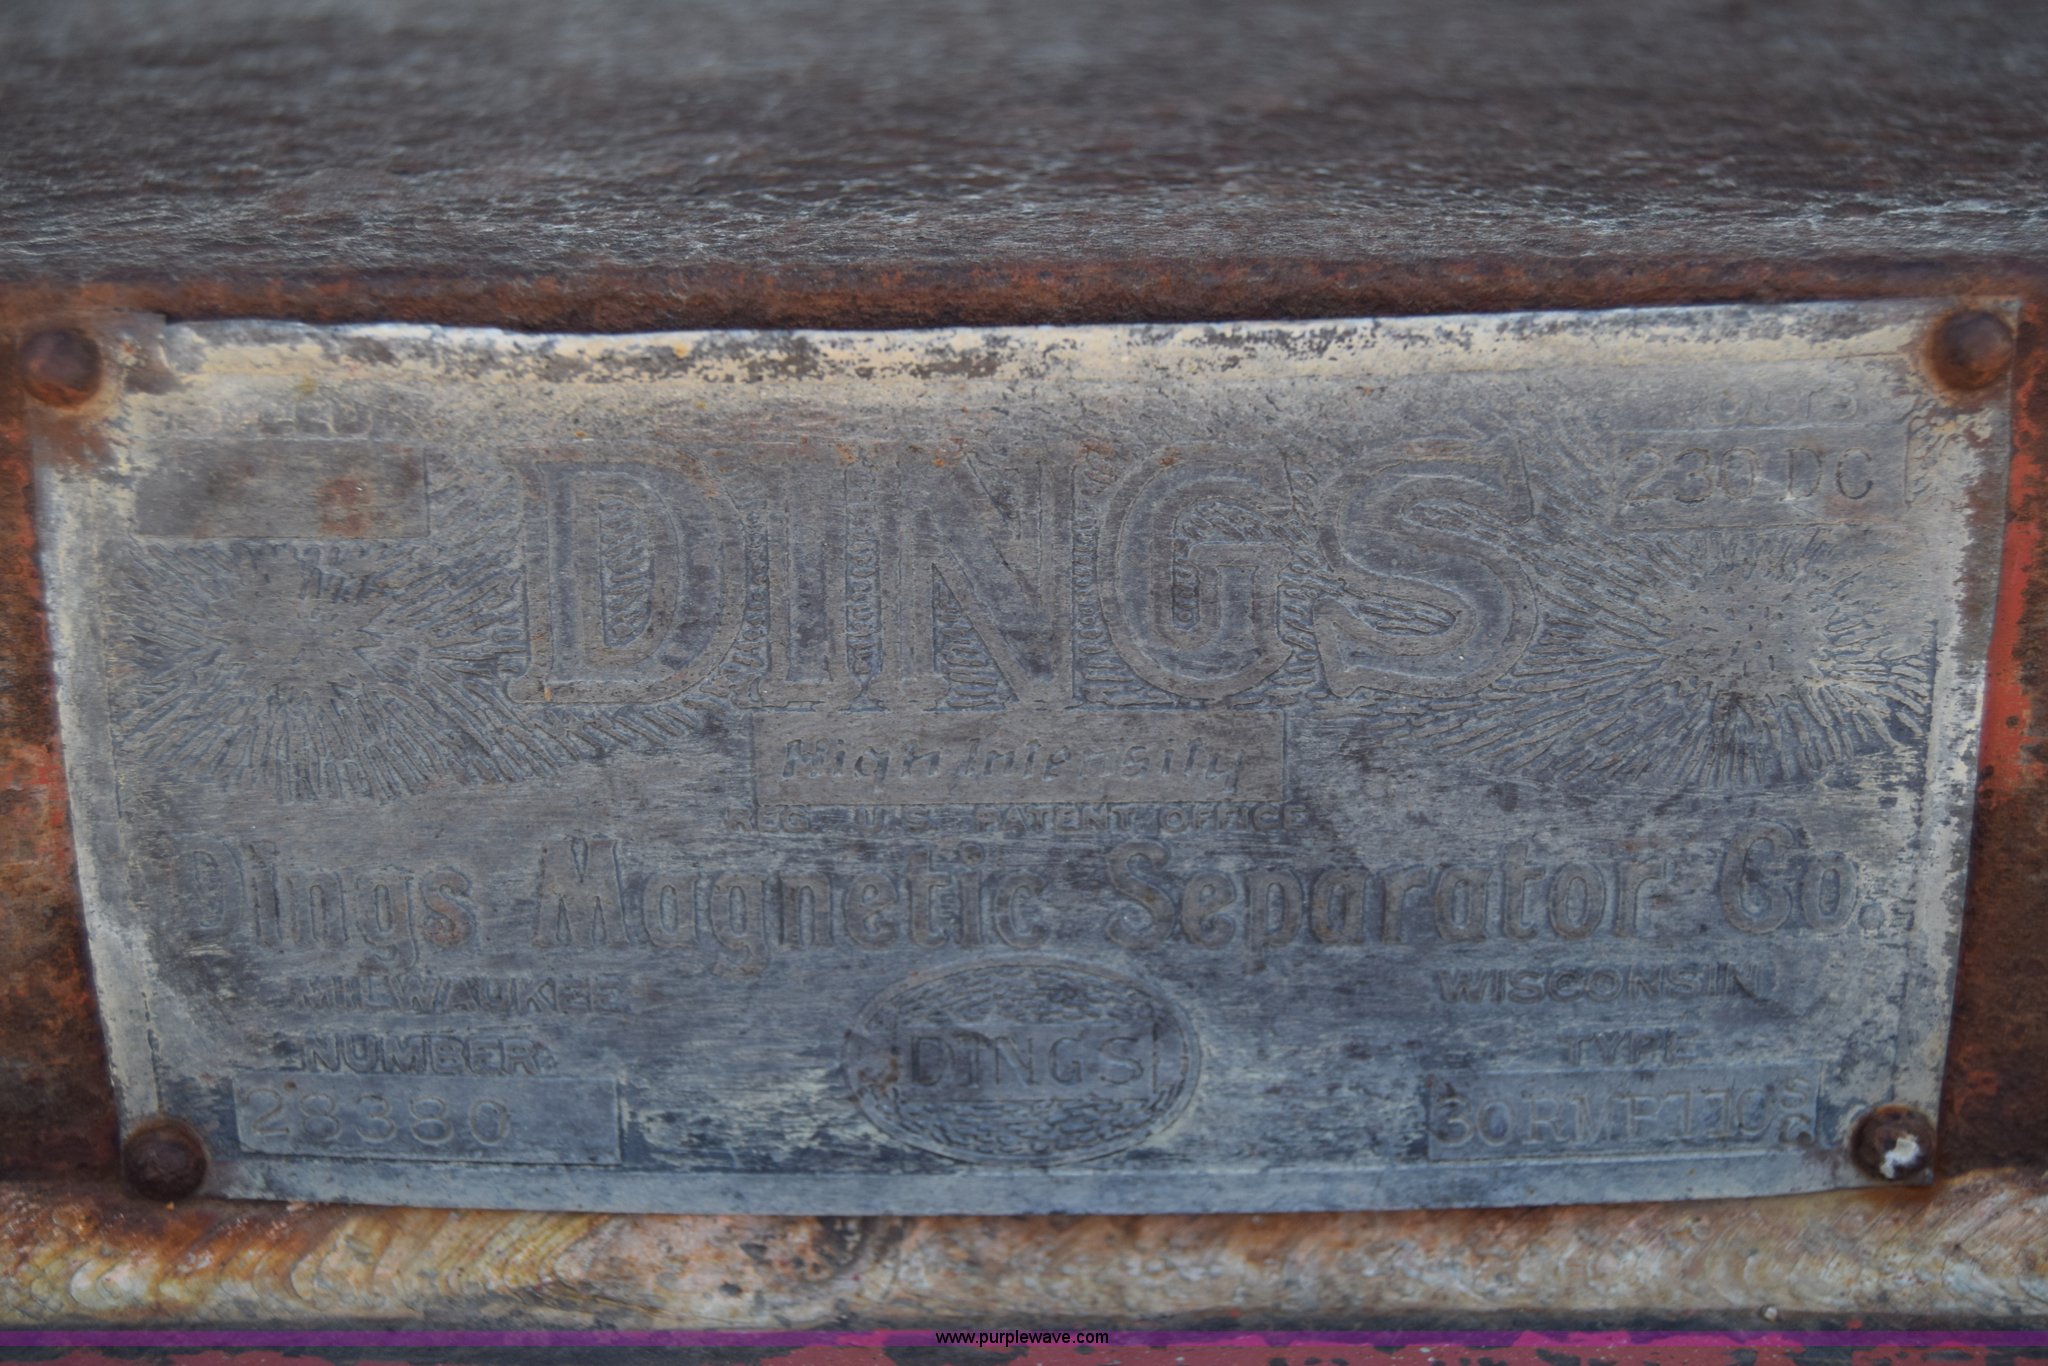 VOLTS
230 DC
DINGS
High Intensity
REG. U.S. PATENT OFFICE
Dings Magnetic Separator Co.
MILWAUKEE
WISCONSIN
NUMBER
28380
DINGS
TYPE
www.purplewave.com